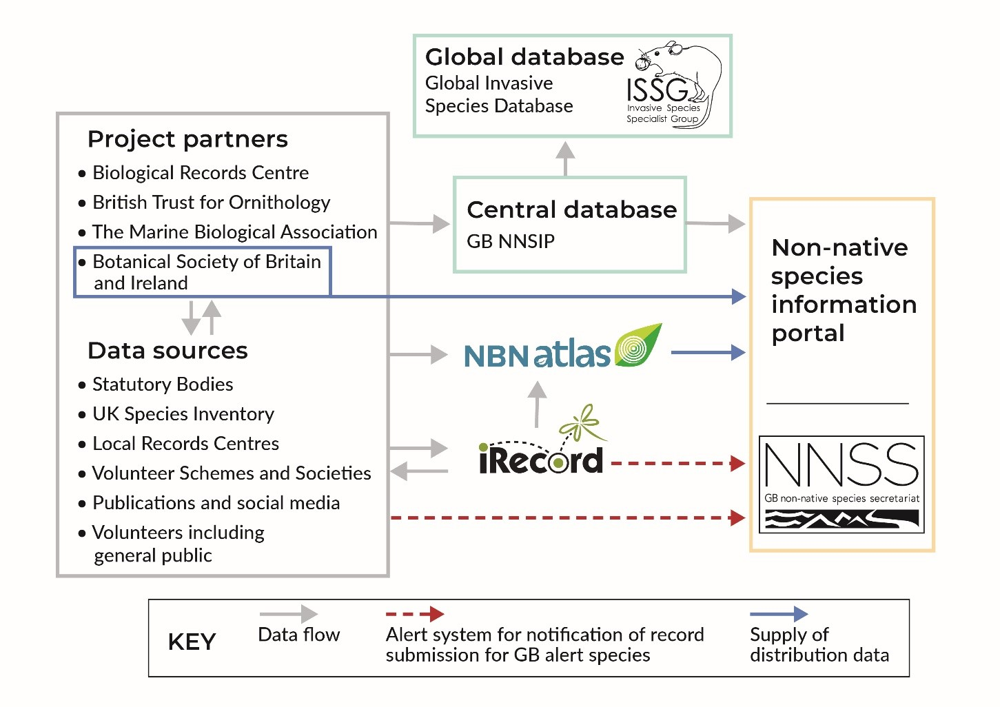 Global database
Global Invasive
Species Database
ISSG
Invasive Species
Specialist Group
Project partners
• Biological Records Centre
• British Trust for Ornithology
• The Marine Biological Association
• Botanical Society of Britain
and Ireland
Data sources
• Statutory Bodies
• UK Species Inventory
• Local Records Centres
• Volunteer Schemes and Societies
• Publications and social media
• Volunteers including
general public
Central database
GB NNSIP
NBN atlas
iRecord
Non-native
species
information
portal
NNSS
GB non-native species secretariat
KEY
Data flow
Alert system for notification of record
submission for GB alert species
Supply of
distribution data